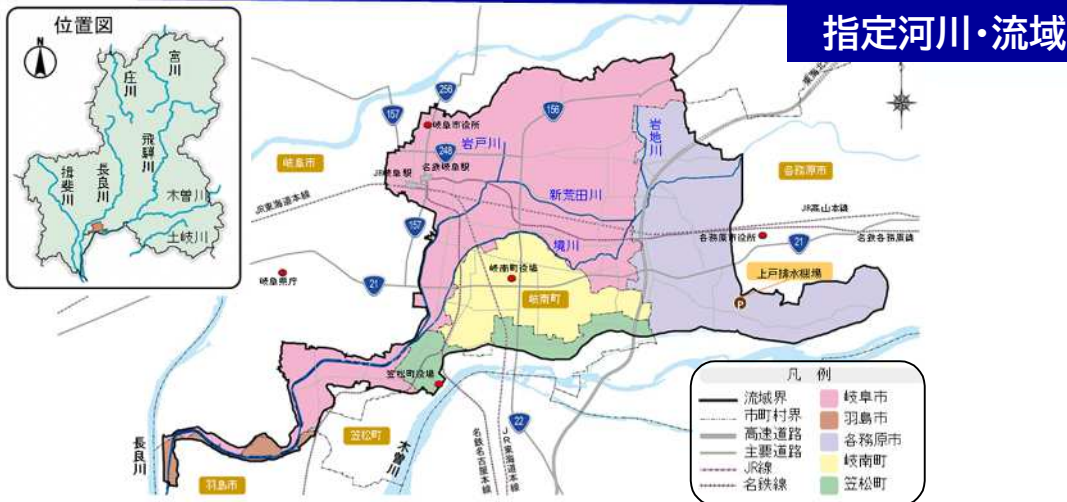 指定河川･流域
位置図
N
庄川
宮川
飛騨川
長良川
揖斐川
木曽川
土岐川
256
157
156
岐阜市役所
岩戸川
岩地川
248
岐阜市
JR岐阜駅
名鉄岐阜駅
各務原市
新荒田川
JR東海道本線
157
JR高山本線
境川
各務原市役所
21
名鉄各務原線
岐南町役場
上戸排水機場
岐阜県庁
21
岐南町
P
笠松町役場
22
長良川
笠松町
木曽川
名鉄名古屋本線
JR東海道本線
羽島市
凡 例
流域界
市町村界
高速道路
主要道路
JR線
名鉄線
岐阜市
羽島市
各務原市
岐南町
笠松町